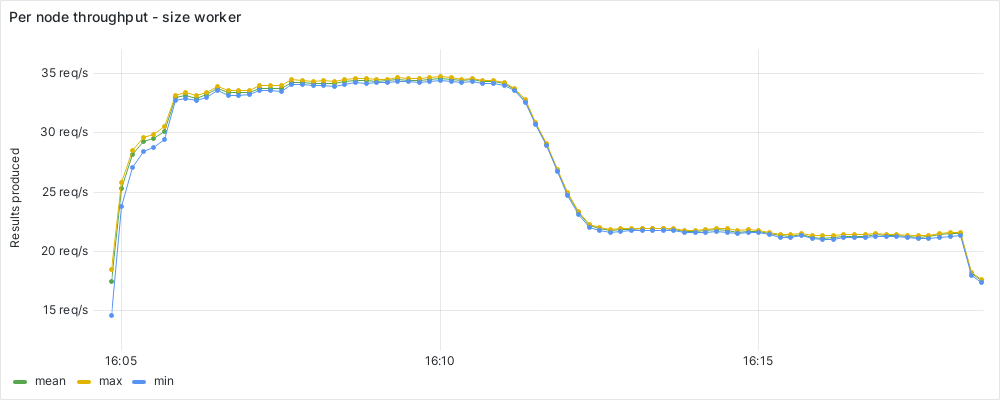 Per node throughput - size worker
Results produced
35 req/s
30 req/s
25 req/s
20 req/s
15 req/s
16:05 16:10 16:15
mean max min